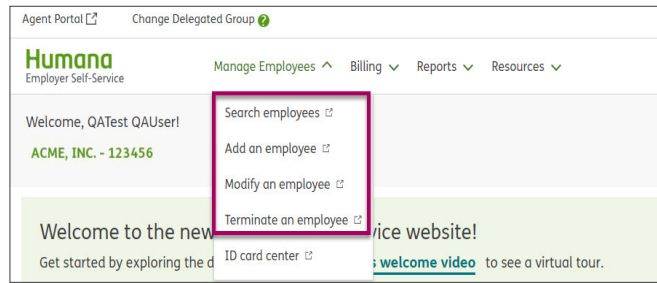 Agent Portal Change Delegated Group ?
Humana
Employer Self-Service
Manage Employees Billing Reports Resources
Welcome, QATest QAUser!
ACME, INC. - 123456
Search employees
Add an employee
Modify an employee
Terminate an employee
ID card center
Welcome to the new vice website!
Get started by exploring the d s welcome video to see a virtual tour.